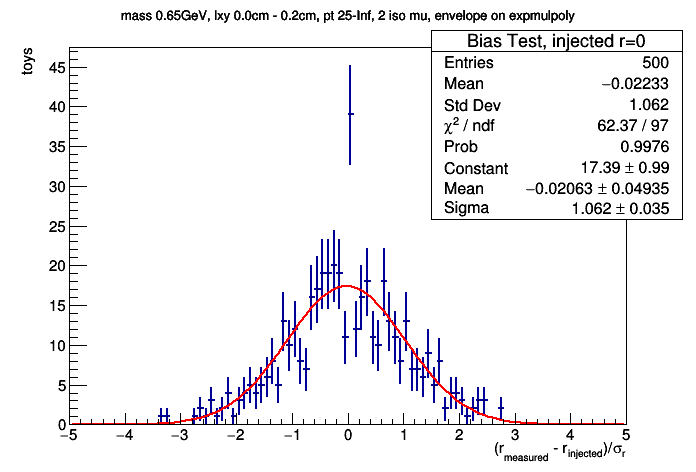 mass 0.65GeV, lxy 0.0cm - 0.2cm, pt 25-Inf, 2 iso mu, envelope on expmulpoly
Bias Test, injected r=0
Entries 500
Mean −0.02233
Std Dev 1.062
χ² / ndf 62.37 / 97
Prob 0.9976
Constant 17.39 ± 0.99
Mean −0.02063 ± 0.04935
Sigma 1.062 ± 0.035
toys
45
40
35
30
25
20
15
10
5
0
−5 −4 −3 −2 −1 0 1 2 3 4 5
(r_measured - r_injected)/σ_r